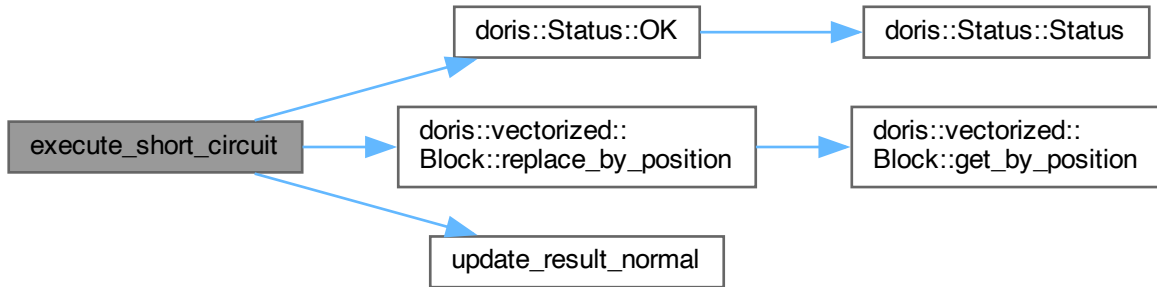 execute_short_circuit
doris::Status::OK
doris::Status::Status
doris::vectorized::
Block::replace_by_position
doris::vectorized::
Block::get_by_position
update_result_normal